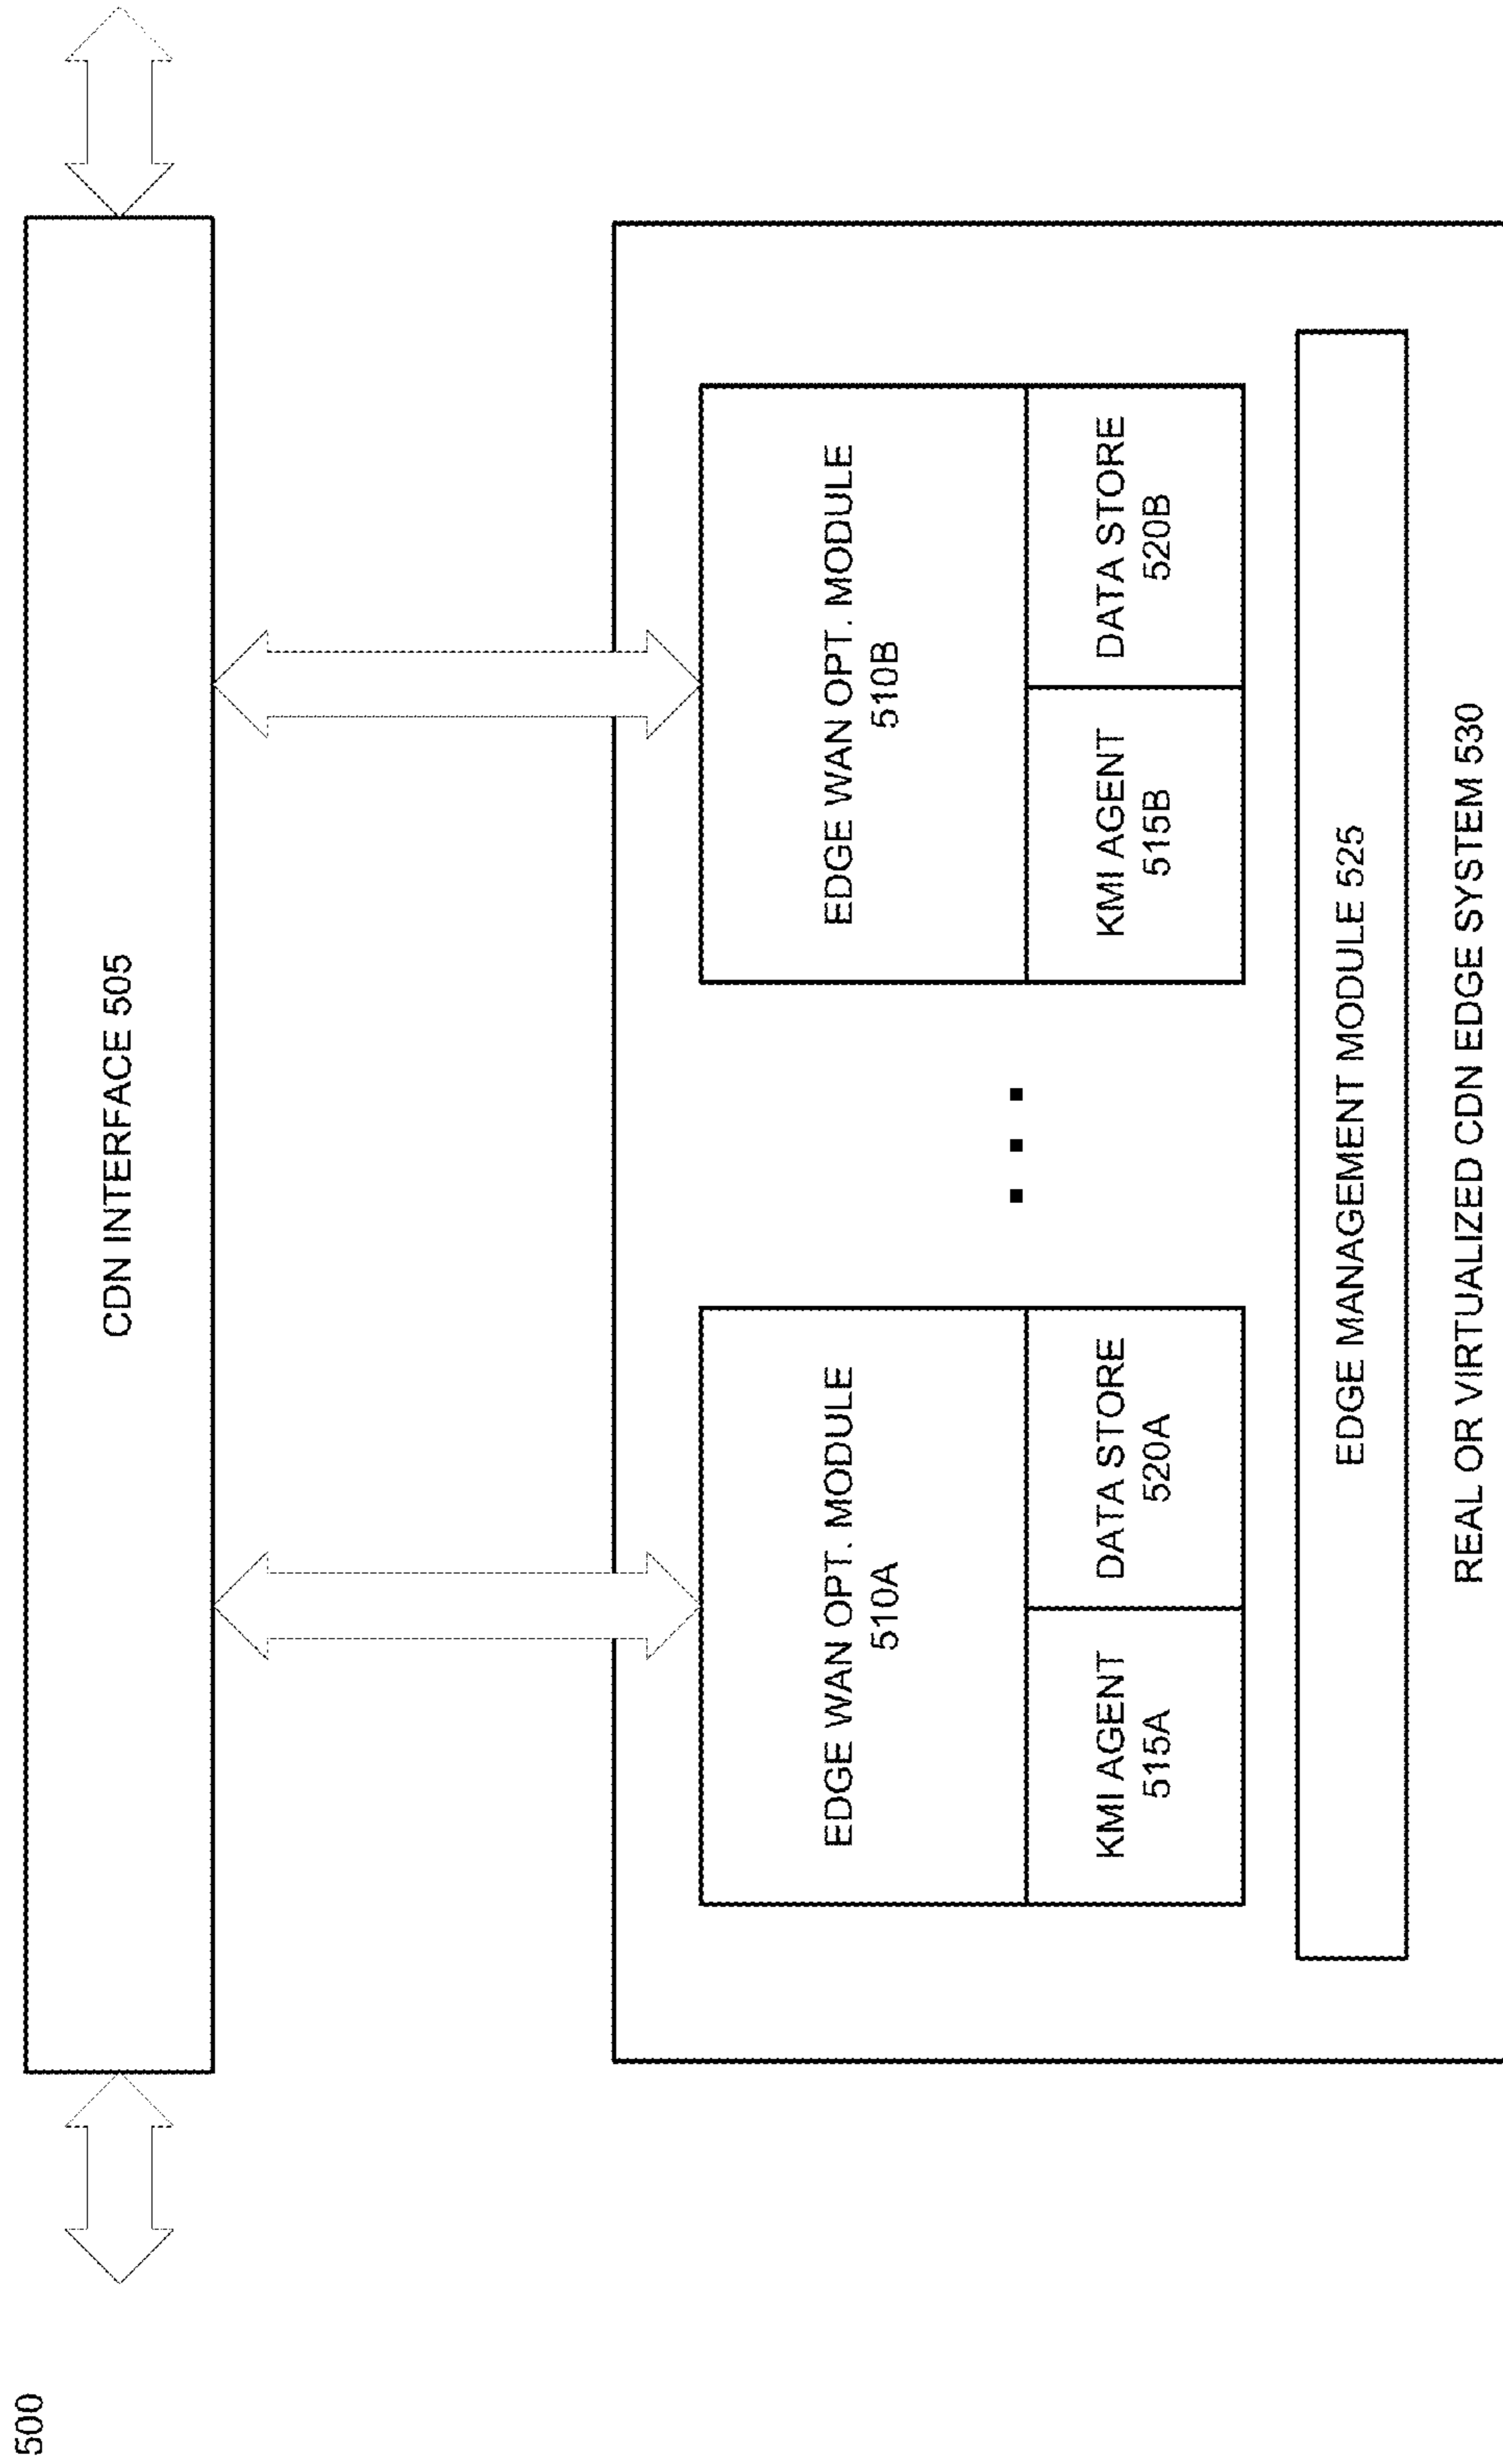 500
CDN INTERFACE 505
EDGE WAN OPT. MODULE
510A
KMI AGENT
515A
DATA STORE
520A
EDGE WAN OPT. MODULE
510B
KMI AGENT
515B
DATA STORE
520B
EDGE MANAGEMENT MODULE 525
REAL OR VIRTUALIZED CDN EDGE SYSTEM 530